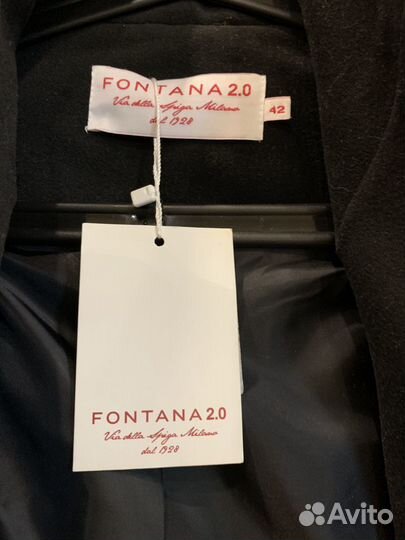 FONTANA 2.0
Via della Spiga Milano
dal 1928
42
FONTANA 2.0
Via della Spiga Milano
dal 1928
Avito